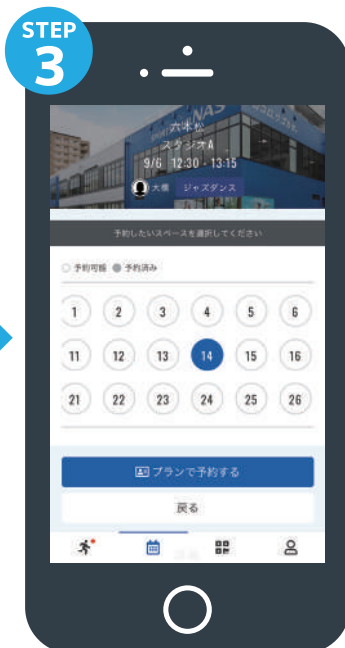 STEP
3
六本松
スタジオA
9/6 12:30 - 13:15
大橋 ジャズダンス
予約したいスペースを選択してください
予約可能 予約済み
1 2 3 4 5 6
11 12 13 14 15 16
21 22 23 24 25 26
プランで予約する
戻る